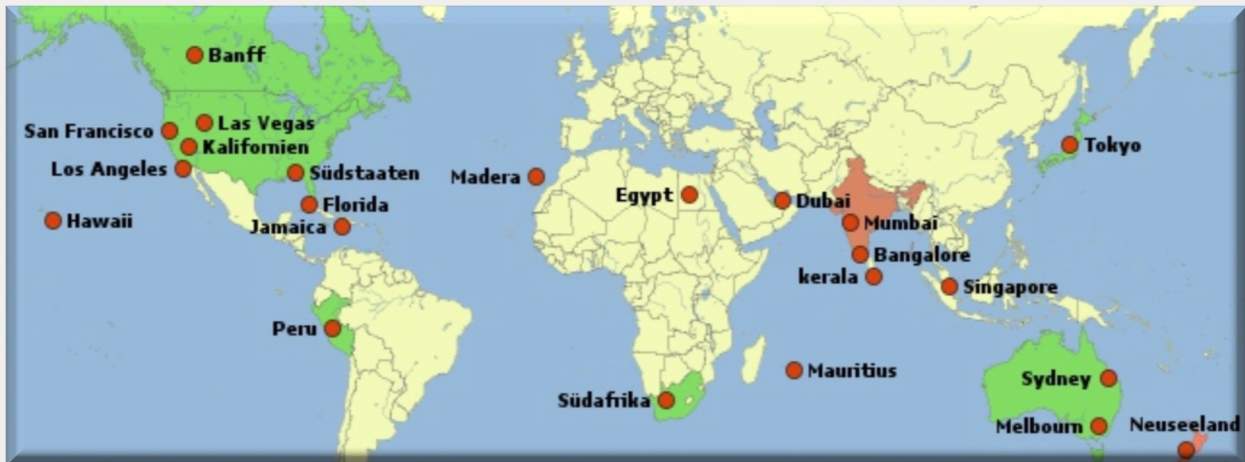 Banff
Las Vegas
San Francisco
Kalifornien
Tokyo
Los Angeles
Südstaaten
Madera
Egypt
Dubai
Florida
Hawaii
Jamaica
Mumbai
Bangalore
kerala
Singapore
Peru
Mauritius
Sydney
Südafrika
Melbourn
Neuseeland